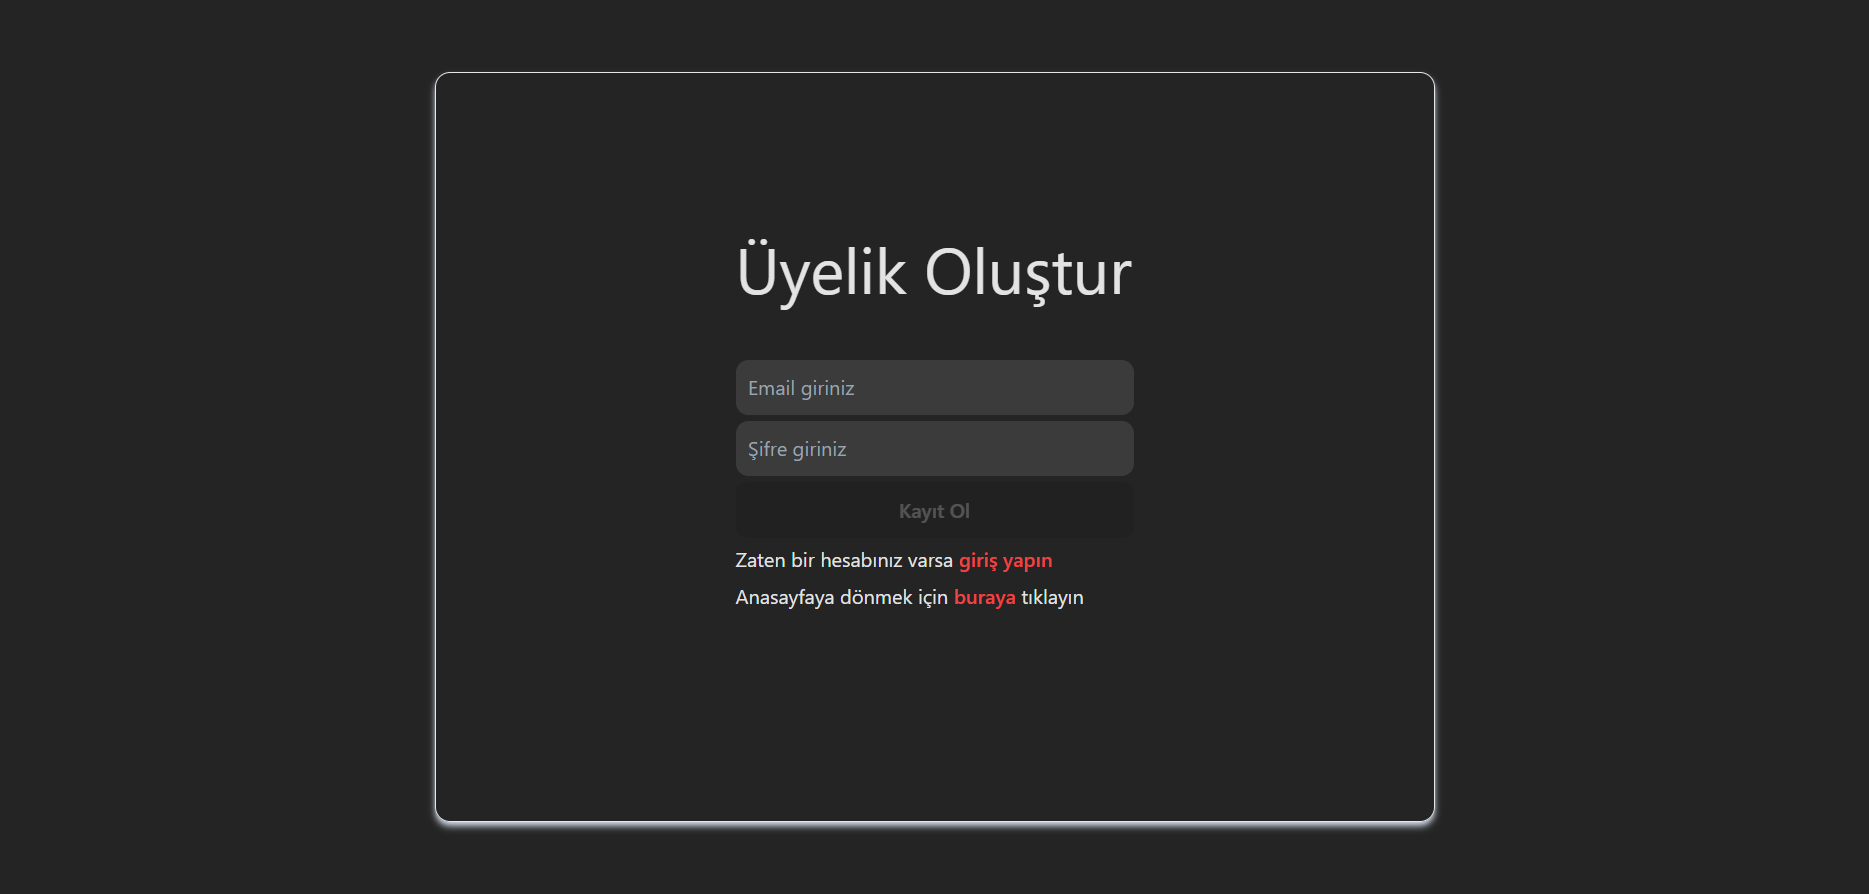 Üyelik Oluştur
Email giriniz
Şifre giriniz
Kayıt Ol
Zaten bir hesabınız varsa giriş yapın
Anasayfaya dönmek için buraya tıklayın